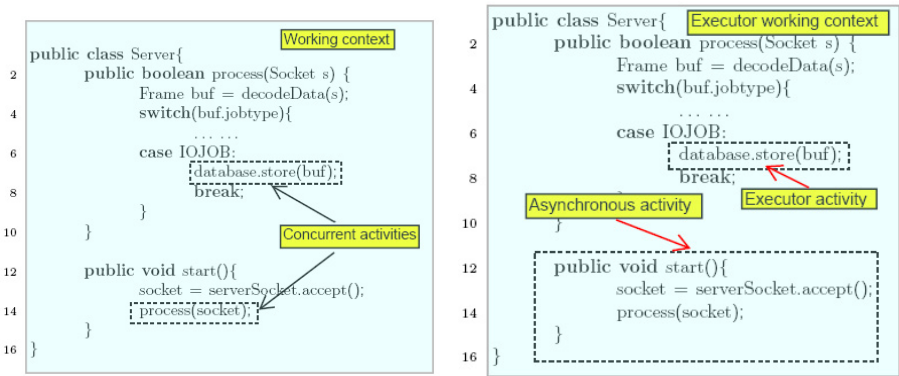 Working context
public class Server{
2 public boolean process(Socket s) {
Frame buf = decodeData(s);
4 switch(buf.jobtype){
... ...
6 case IOJOB:
database.store(buf);
8 break;
}
10 }
Concurrent activities
12 public void start(){
socket = serverSocket.accept();
14 process(socket);
}
16 }
public class Server{
Executor working context
2 public boolean process(Socket s) {
Frame buf = decodeData(s);
4 switch(buf.jobtype){
... ...
6 case IOJOB:
database.store(buf);
8 break;
Asynchronous activity
Executor activity
10 }
12 public void start(){
socket = serverSocket.accept();
14 process(socket);
}
16 }